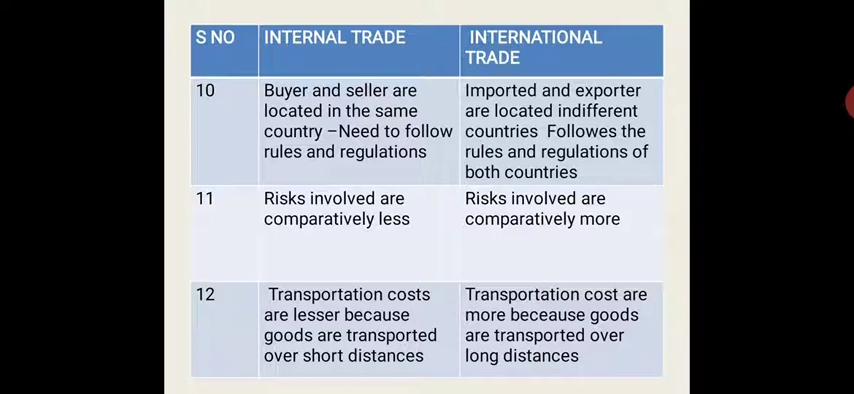 S NO INTERNAL TRADE INTERNATIONAL
TRADE
10 Buyer and seller are Imported and exporter
located in the same are located indifferent
country –Need to follow countries Followes the
rules and regulations rules and regulations of
both countries
11 Risks involved are Risks involved are
comparatively less comparatively more
12 Transportation costs Transportation cost are
are lesser because more beceause goods
goods are transported are transported over
over short distances long distances